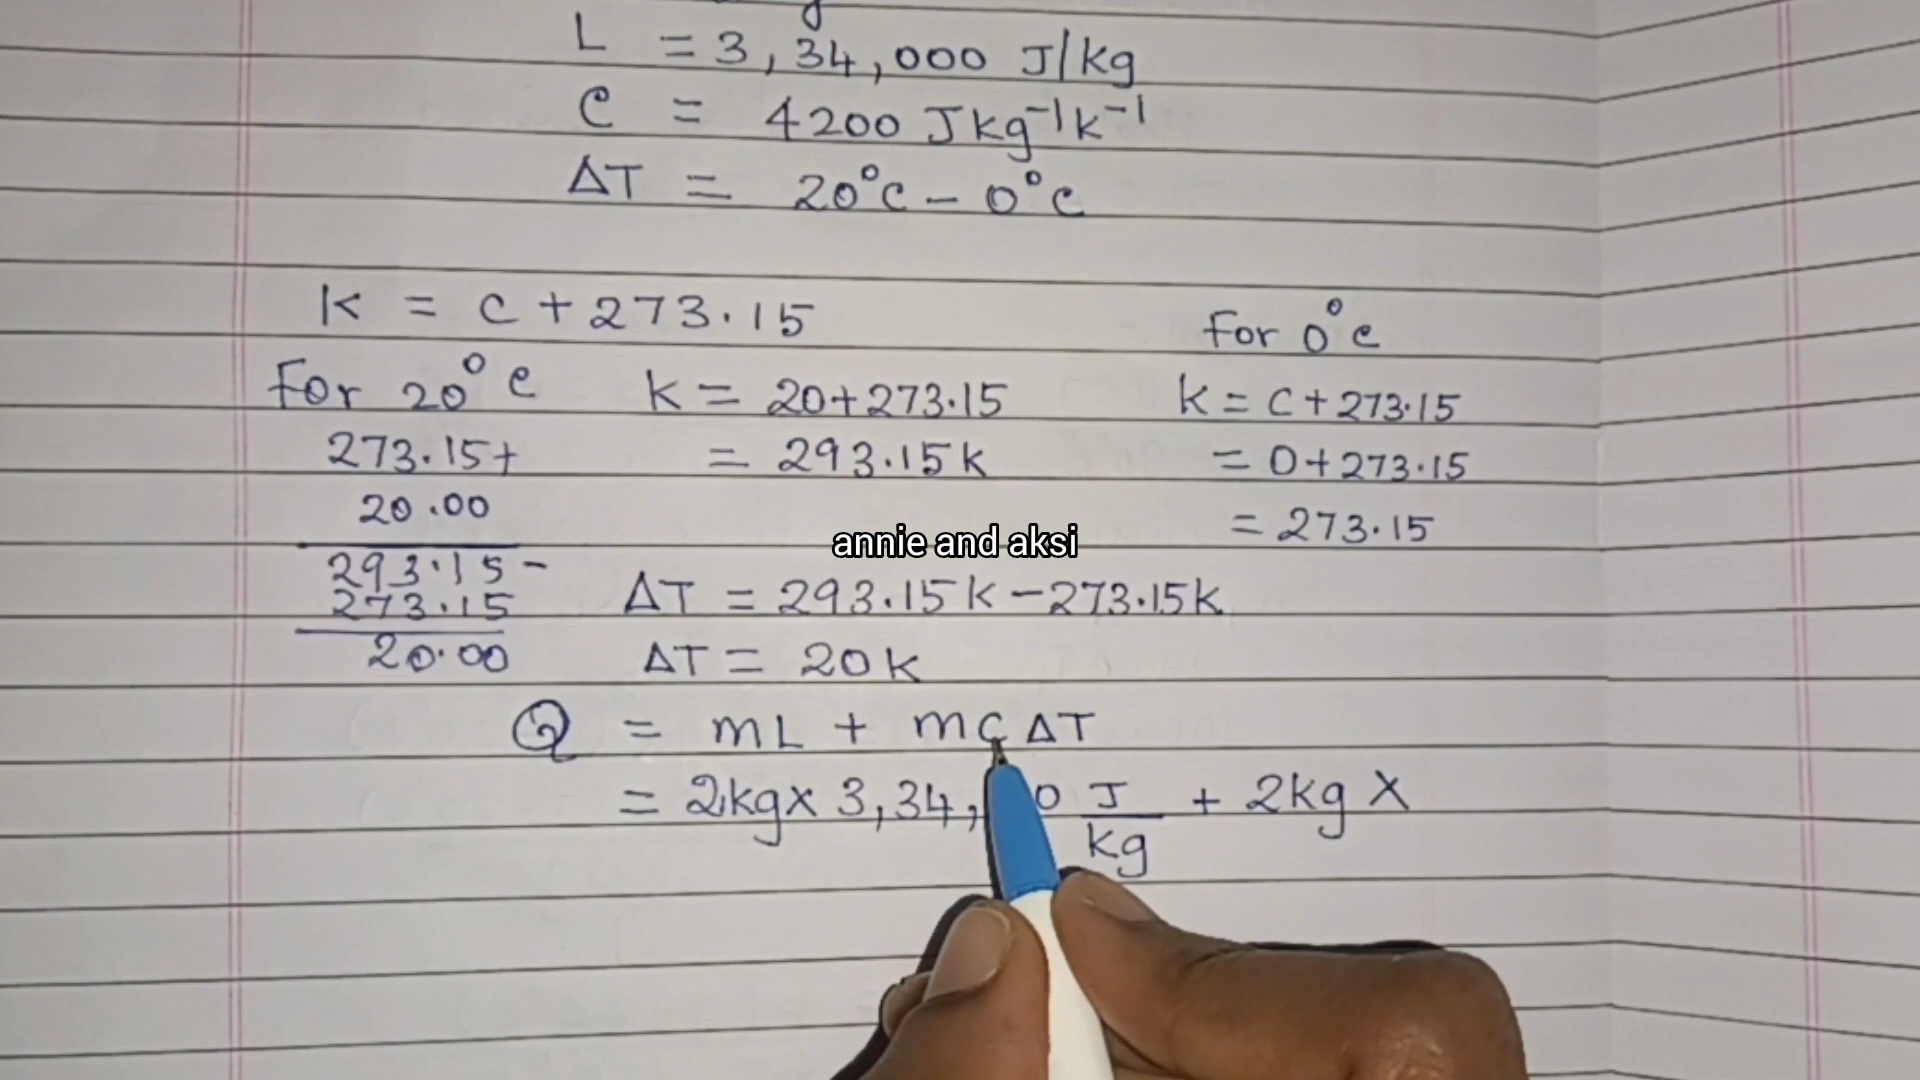 L = 3,34,000 J/kg
C = 4200 Jkg⁻¹k⁻¹
ΔT = 20°c - 0°c
K = C + 273.15
For 0°c
For 20°c K = 20+273.15 K = C+273.15
273.15+ = 293.15k = 0+273.15
20.00 = 273.15
annie and aksi
293.15-
273.15 ΔT = 293.15k-273.15k
20.00 ΔT = 20k
Q = mL + mCΔT
= 2kgx 3,34, 0 J/kg + 2kg X